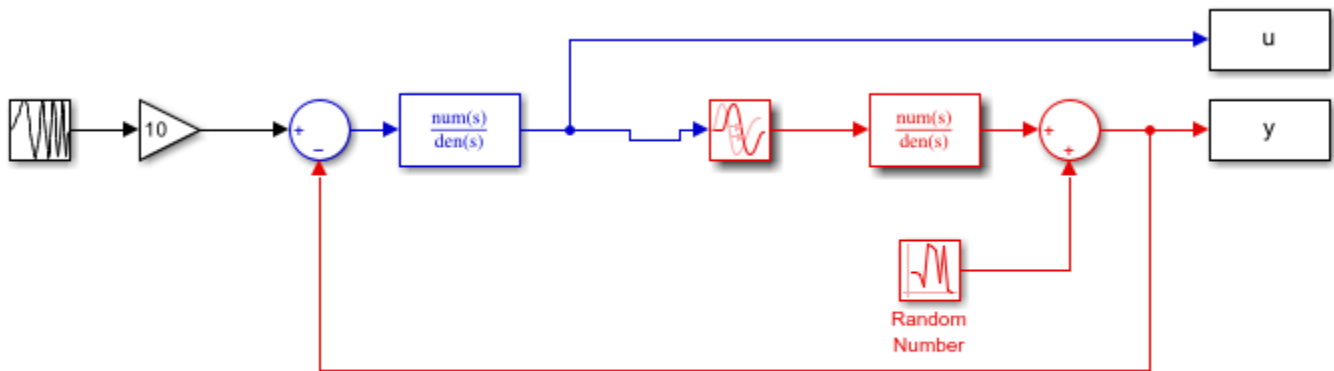 u
10
+
−
num(s)
den(s)
num(s)
den(s)
+
+
y
Random
Number